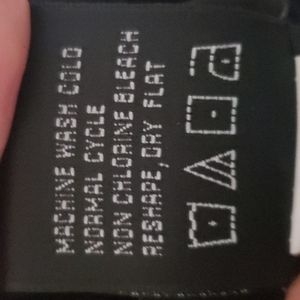 MACHINE WASH COLD
NORMAL CYCLE
NON CHLORINE BLEACH
RESHAPE, DRY FLAT